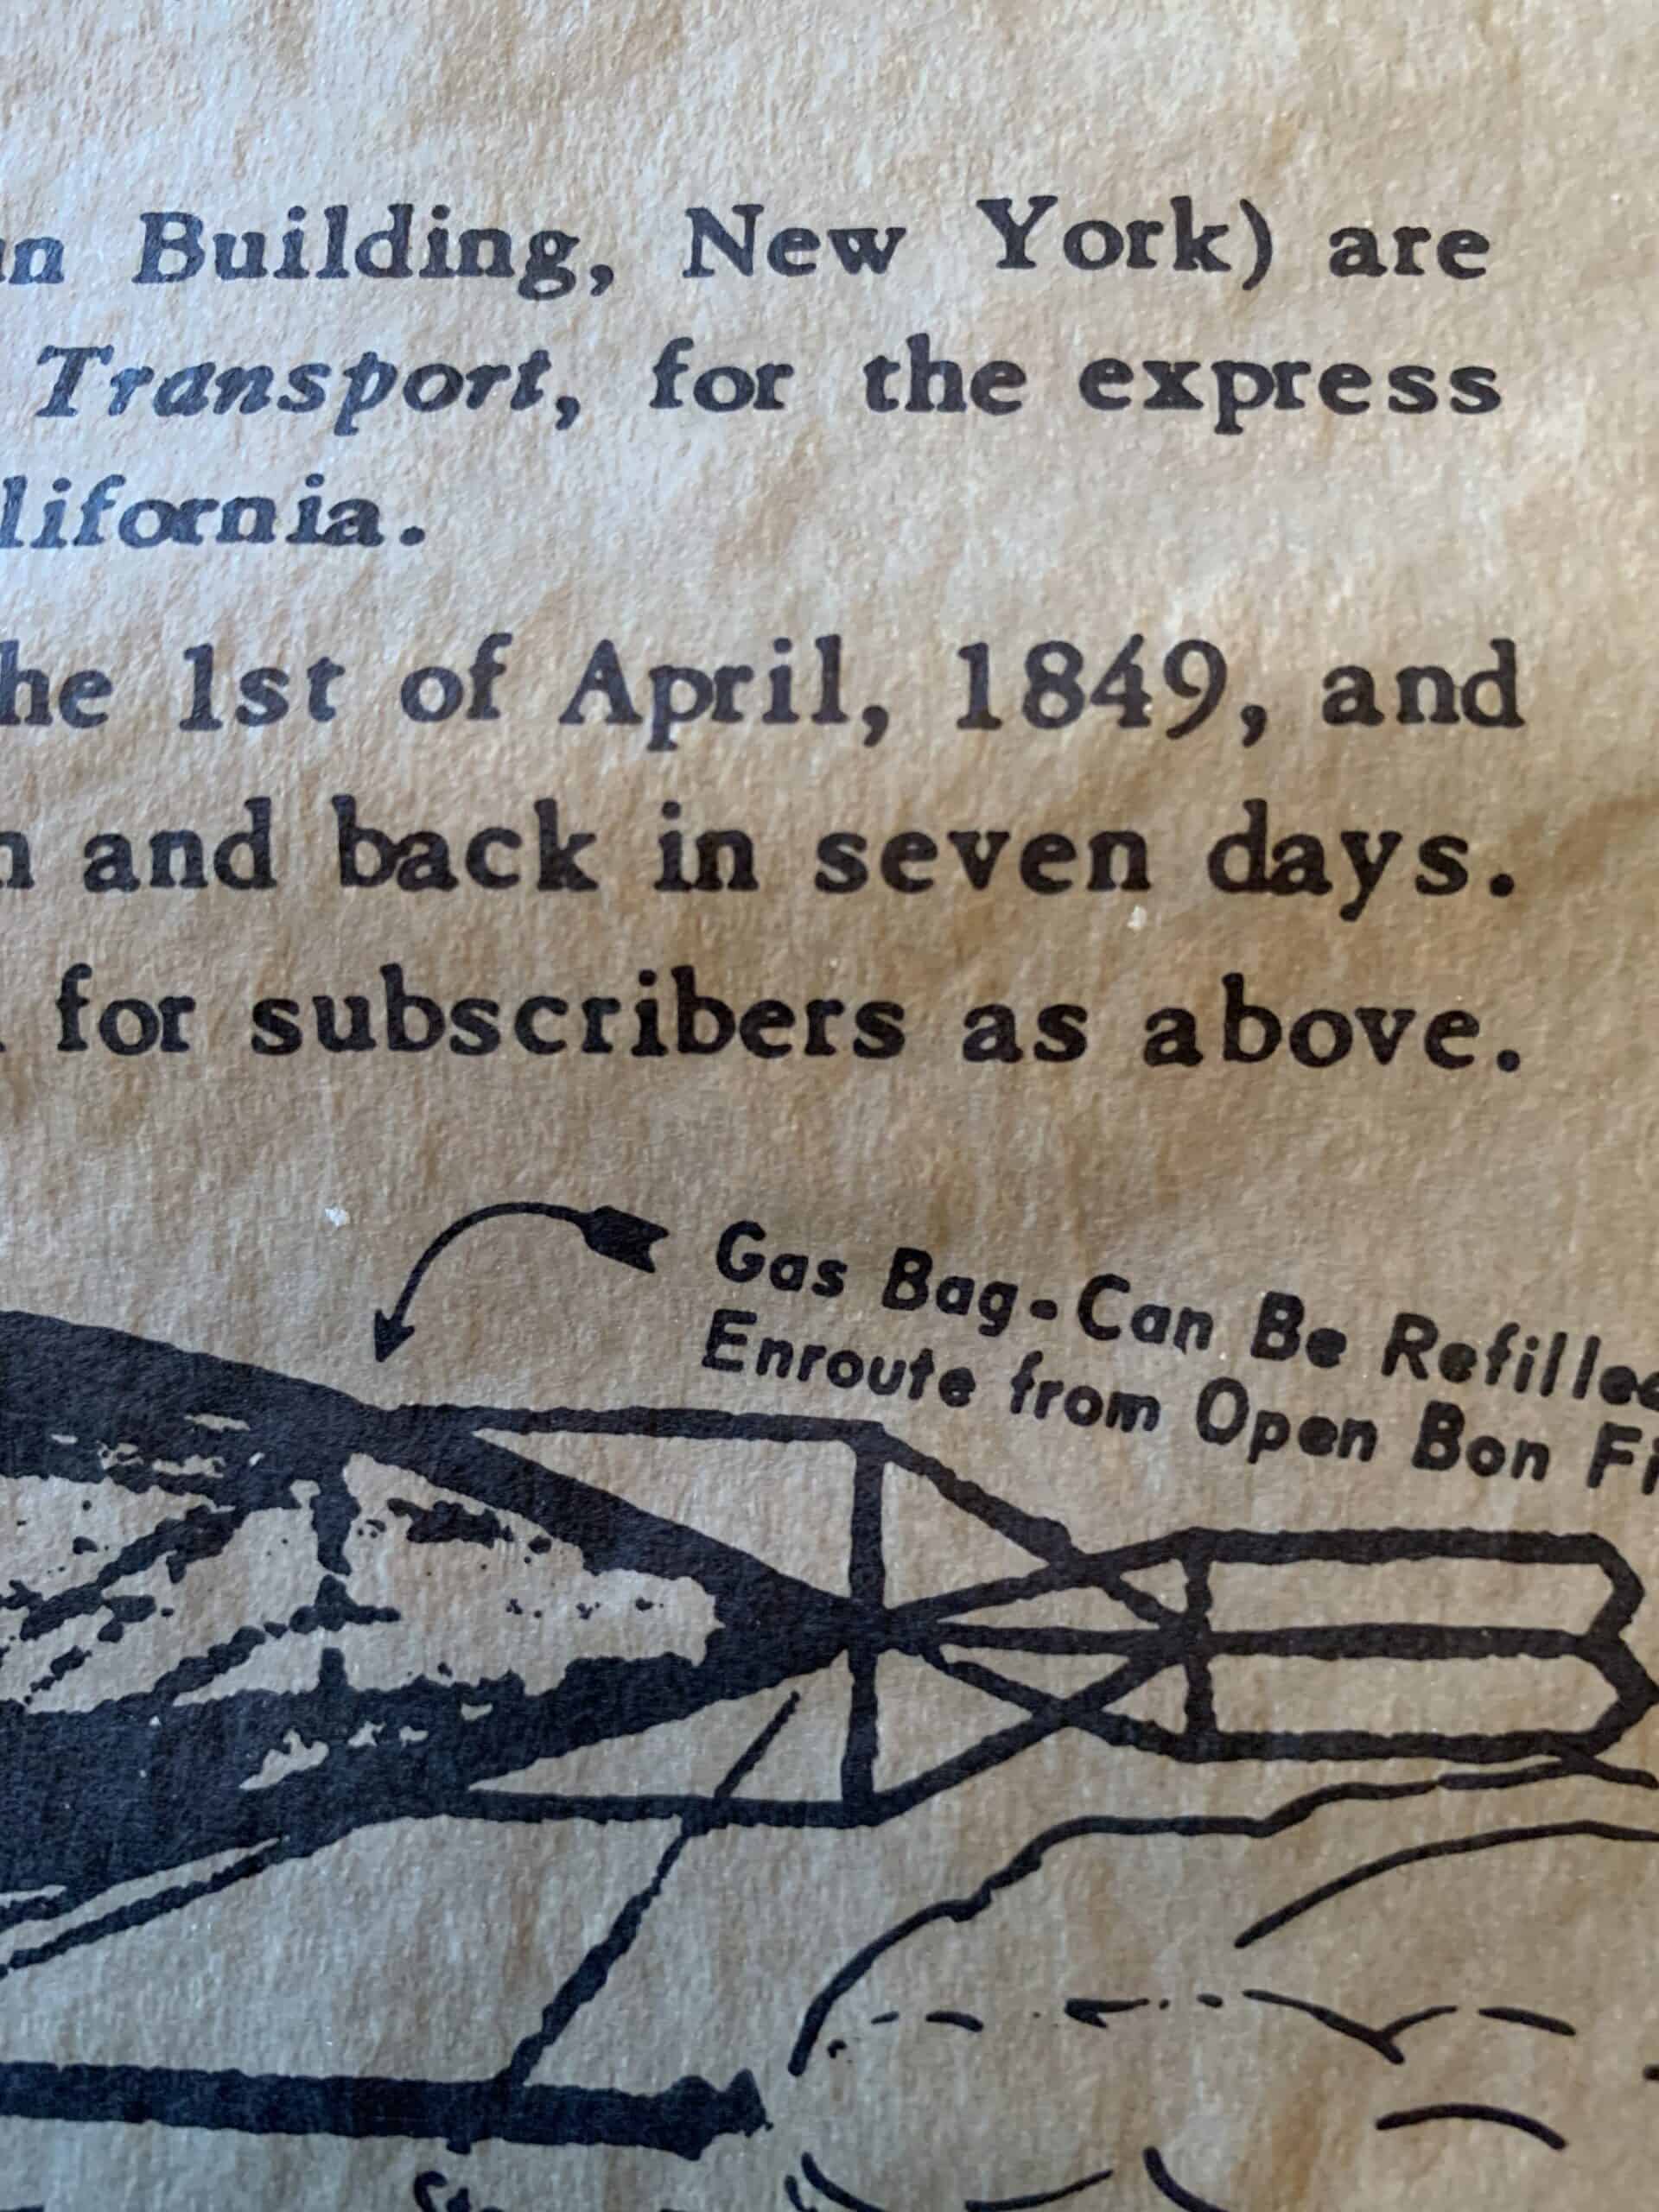 Building, New York) are
Transport, for the express
lifornia.
he 1st of April, 1849, and
and back in seven days.
for subscribers as above.
Gas Bag-Can Be Refille
Enroute from Open Bon Fi